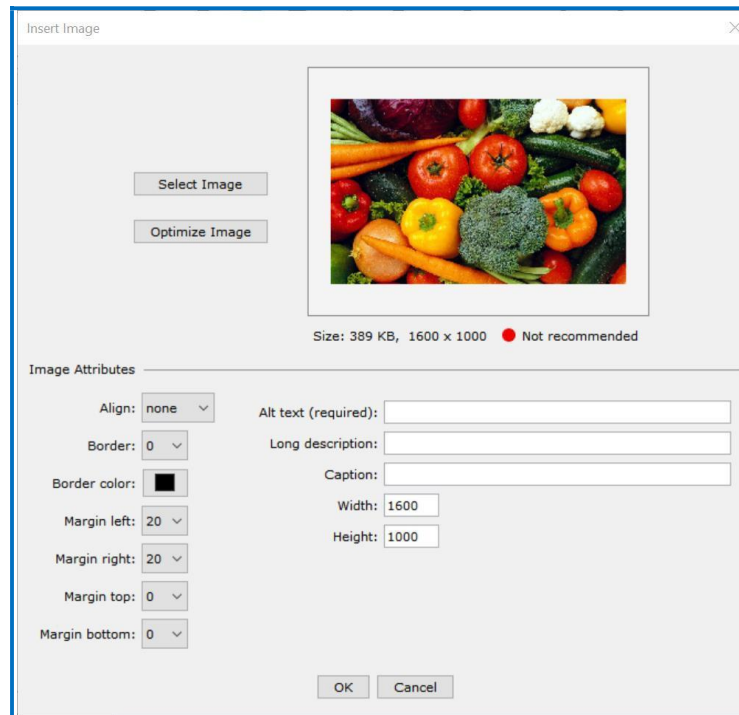 Insert Image
Select Image
Optimize Image
Size: 389 KB, 1600 x 1000 Not recommended
Image Attributes
Align: none
Border: 0
Border color:
Margin left: 20
Margin right: 20
Margin top: 0
Margin bottom: 0
Alt text (required):
Long description:
Caption:
Width: 1600
Height: 1000
OK Cancel